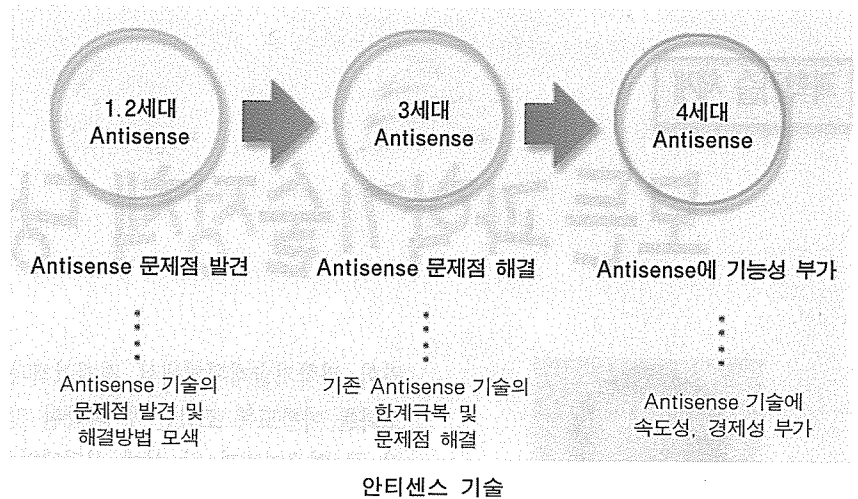 1.2세대
Antisense
3세대
Antisense
4세대
Antisense
Antisense 문제점 발견
Antisense 문제점 해결
Antisense에 기능성 부가
Antisense 기술의
문제점 발견 및
해결방법 모색
기존 Antisense 기술의
한계극복 및
문제점 해결
Antisense 기술에
속도성, 경제성 부가
안티센스 기술